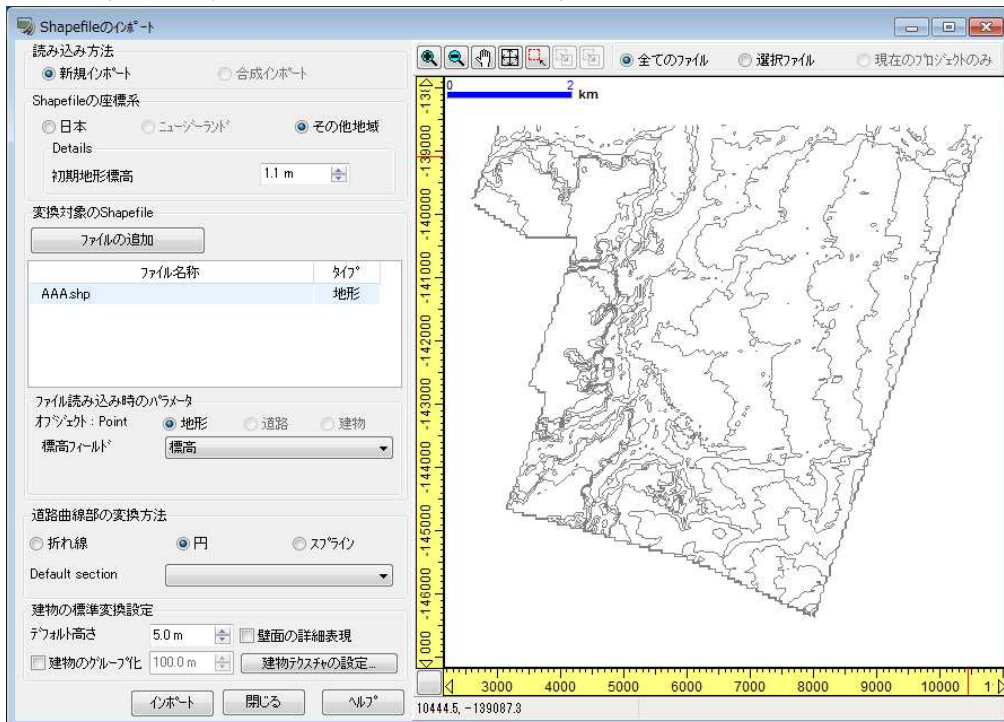 Shapefileのｲﾝﾎﾟｰﾄ
読み込み方法
新規ｲﾝﾎﾟｰﾄ 合成ｲﾝﾎﾟｰﾄ
Shapefileの座標系
日本 ﾆｭｰｼﾞｰﾗﾝﾄﾞ その他地域
Details
初期地形標高 1.1 m
変換対象のShapefile
ファイルの追加
ファイル名称 ﾀｲﾌﾟ
AAA.shp 地形
ﾌｧｲﾙ読み込み時のﾊﾟﾗﾒｰﾀ
ｵﾌﾞｼﾞｪｸﾄ : Point 地形 道路 建物
標高ﾌｨｰﾙﾄﾞ 標高
道路曲線部の変換方法
折れ線 円 ｽﾌﾟﾗｲﾝ
Default section
建物の標準変換設定
ﾃﾞﾌｫﾙﾄ高さ 5.0 m 壁面の詳細表現
建物のｸﾞﾙｰﾌﾟ化 100.0 m 建物ﾃｸｽﾁｬの設定...
ｲﾝﾎﾟｰﾄ 閉じる ﾍﾙﾌﾟ
全てのﾌｧｲﾙ 選択ﾌｧｲﾙ 現在のﾌﾟﾛｼﾞｪｸﾄのみ
0 2 km
-139000
-140000
-141000
-142000
-143000
-144000
-145000
-146000
000
3000 4000 5000 6000 7000 8000 9000 10000 1
10444.5, -139087.3